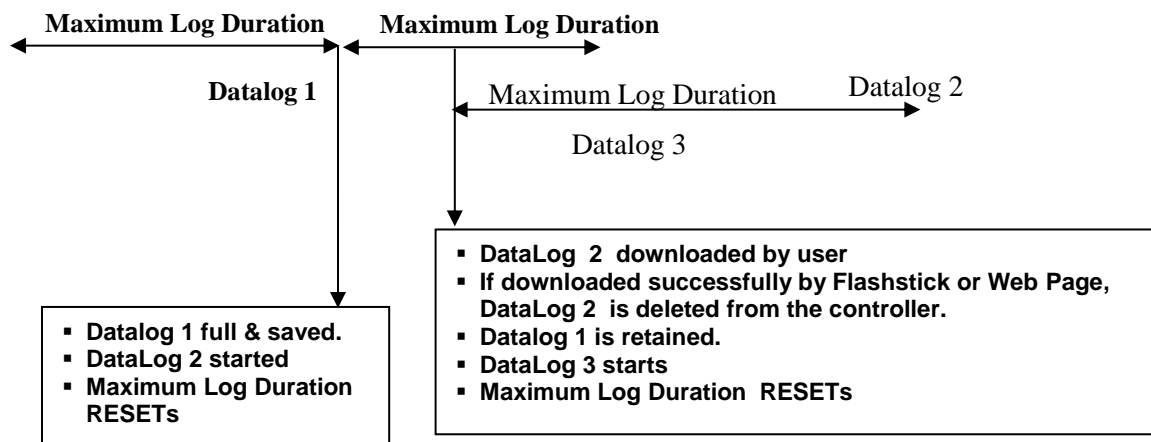 Maximum Log Duration
Maximum Log Duration
Datalog 1
Maximum Log Duration
Datalog 2
Datalog 3
▪ DataLog 2 downloaded by user
▪ If downloaded successfully by Flashstick or Web Page,
DataLog 2 is deleted from the controller.
▪ Datalog 1 is retained.
▪ DataLog 3 starts
▪ Maximum Log Duration RESETs
▪ Datalog 1 full & saved.
▪ DataLog 2 started
▪ Maximum Log Duration
RESETs